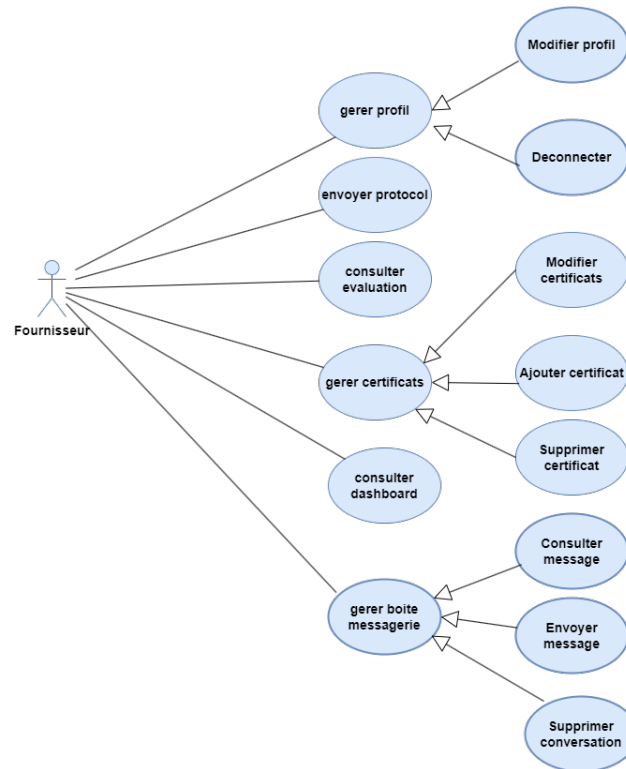 Modifier profil
gerer profil
Deconnecter
envoyer protocol
consulter
evaluation
Modifier
certificats
Fournisseur
gerer certificats
Ajouter certificat
Supprimer
certificat
consulter
dashboard
Consulter
message
gerer boite
messagerie
Envoyer
message
Supprimer
conversation